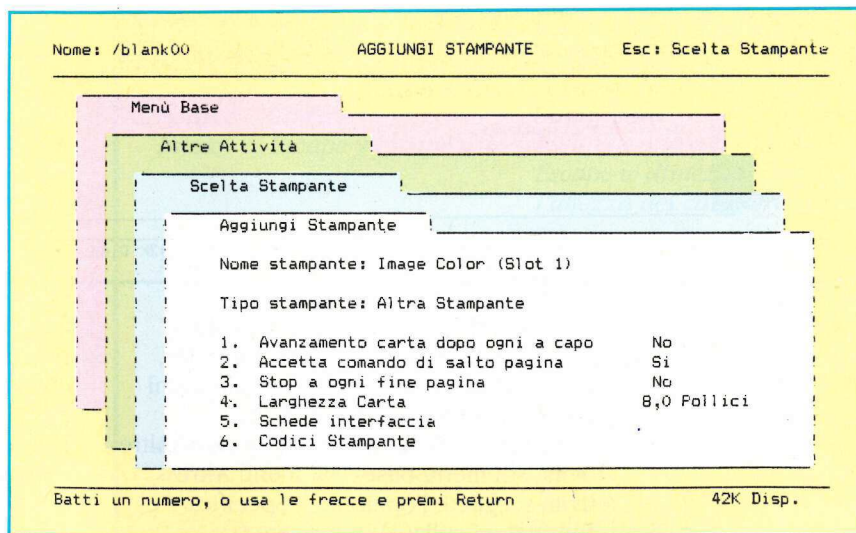 Nome: /blank00 AGGIUNGI STAMPANTE Esc: Scelta Stampante
Menù Base
Altre Attività
Scelta Stampante
Aggiungi Stampante
Nome stampante: Image Color (Slot 1)
Tipo stampante: Altra Stampante
1. Avanzamento carta dopo ogni a capo No
2. Accetta comando di salto pagina Si
3. Stop a ogni fine pagina No
4. Larghezza Carta 8,0 Pollici
5. Schede interfaccia
6. Codici Stampante
Batti un numero, o usa le frecce e premi Return 42K Disp.